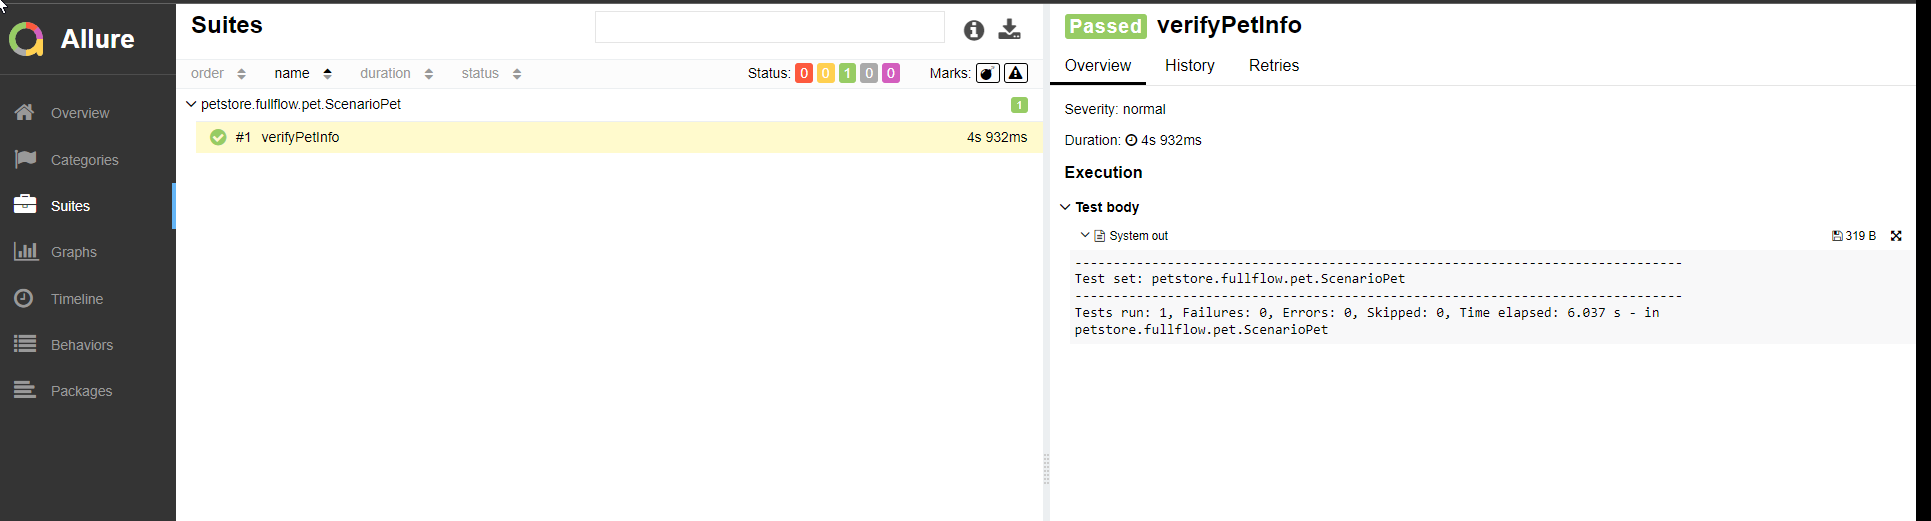 Allure
Overview
Categories
Suites
Graphs
Timeline
Behaviors
Packages
Suites
order name duration status Status: 0 0 1 0 0 Marks:
petstore.fullflow.pet.ScenarioPet 1
#1 verifyPetInfo 4s 932ms
Passed verifyPetInfo
Overview History Retries
Severity: normal
Duration: 4s 932ms
Execution
Test body
System out 319 B
-------------------------------------------------------------------------------
Test set: petstore.fullflow.pet.ScenarioPet
-------------------------------------------------------------------------------
Tests run: 1, Failures: 0, Errors: 0, Skipped: 0, Time elapsed: 6.037 s - in
petstore.fullflow.pet.ScenarioPet